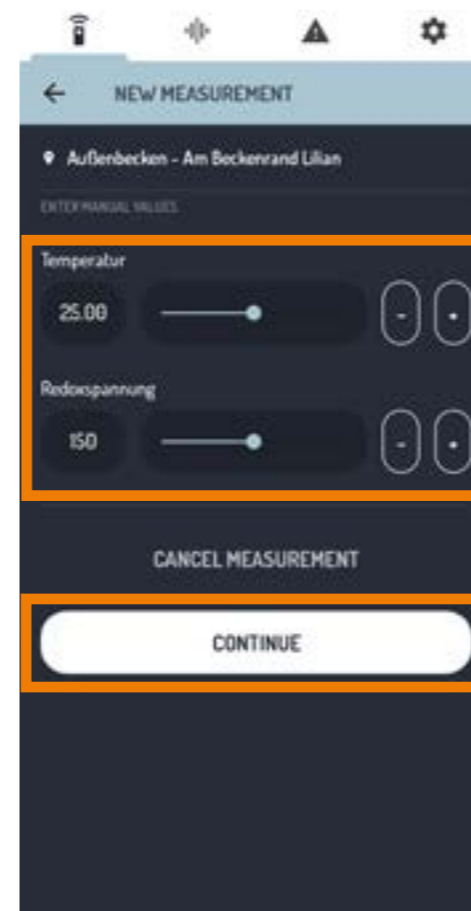 NEW MEASUREMENT
Außenbecken - Am Beckenrand Lilian
ENTER MANUAL VALUES
Temperatur
25.00
- +
Redoxspannung
150
- +
CANCEL MEASUREMENT
CONTINUE